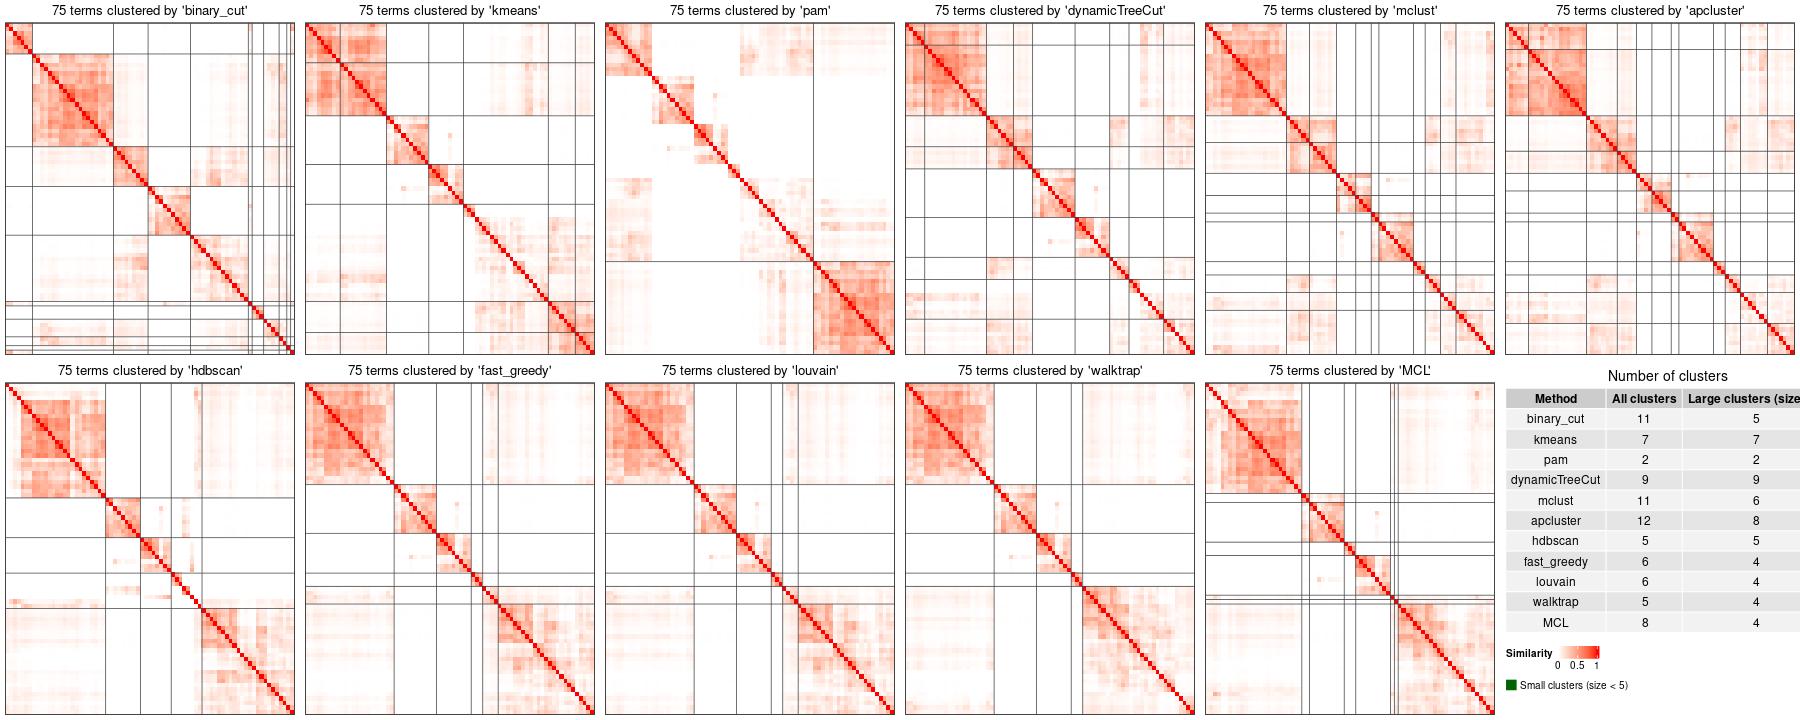 75 terms clustered by 'binary_cut'
75 terms clustered by 'kmeans'
75 terms clustered by 'pam'
75 terms clustered by 'dynamicTreeCut'
75 terms clustered by 'mclust'
75 terms clustered by 'apcluster'
75 terms clustered by 'hdbscan'
75 terms clustered by 'fast_greedy'
75 terms clustered by 'louvain'
75 terms clustered by 'walktrap'
75 terms clustered by 'MCL'
Number of clusters
Method All clusters Large clusters (size
binary_cut 11 5
kmeans 7 7
pam 2 2
dynamicTreeCut 9 9
mclust 11 6
apcluster 12 8
hdbscan 5 5
fast_greedy 6 4
louvain 6 4
walktrap 5 4
MCL 8 4
Similarity
0 0.5 1
Small clusters (size < 5)